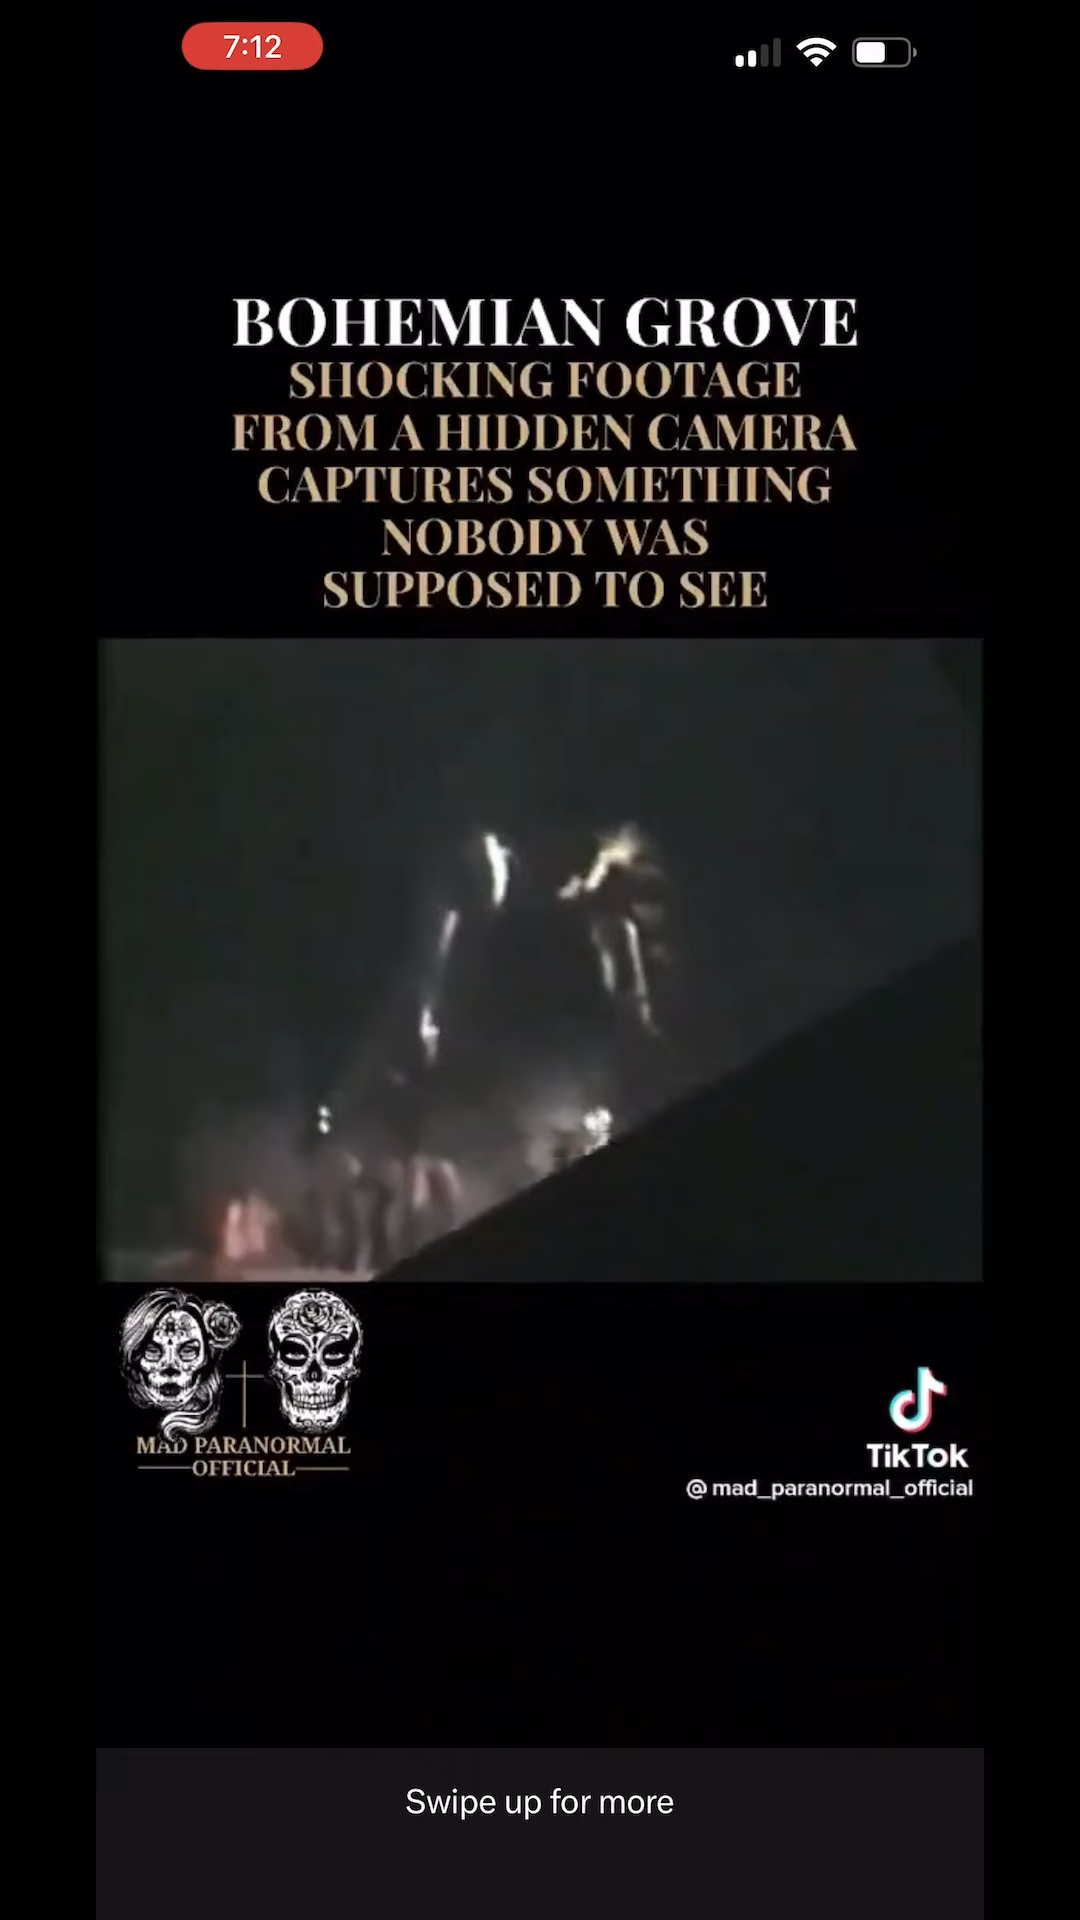 7:12
BOHEMIAN GROVE
SHOCKING FOOTAGE
FROM A HIDDEN CAMERA
CAPTURES SOMETHING
NOBODY WAS
SUPPOSED TO SEE
MAD PARANORMAL
OFFICIAL
TikTok
@mad_paranormal_official
Swipe up for more